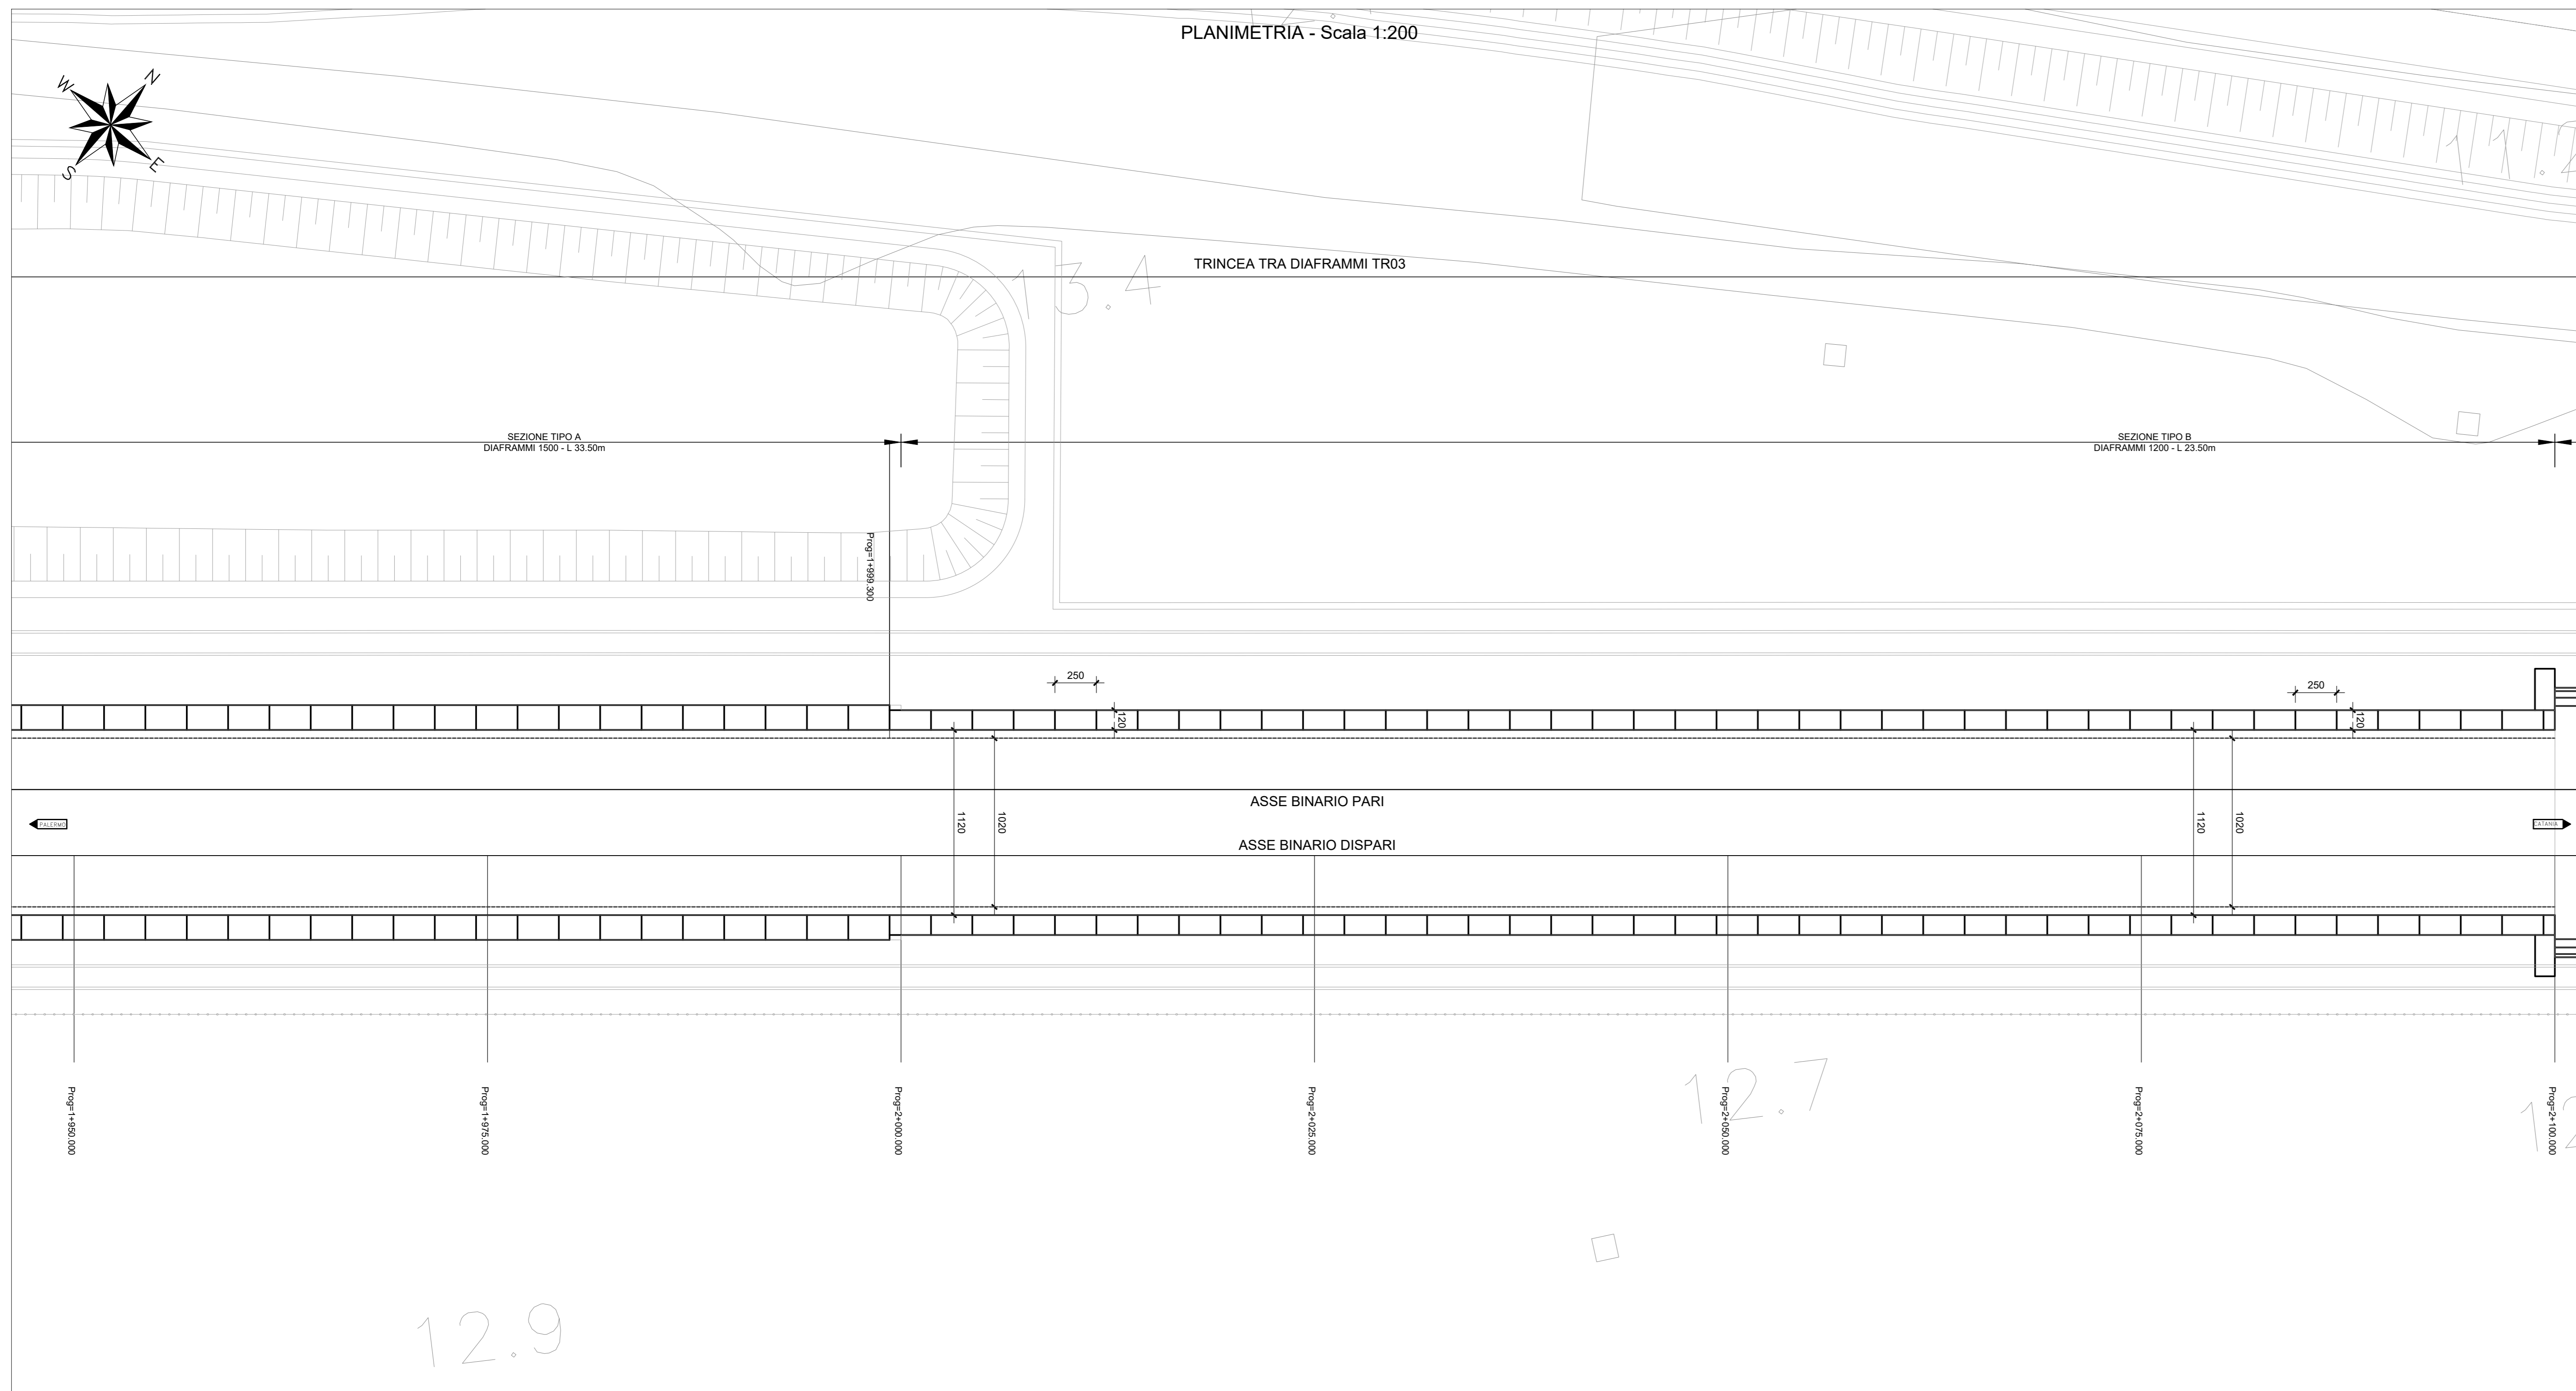 PLANIMETRIA - Scala 1:200
N
W
E
S
TRINCEA TRA DIAFRAMMI TR03
13.4
SEZIONE TIPO A
DIAFRAMMI 1500 - L 33.50m
SEZIONE TIPO B
DIAFRAMMI 1200 - L 23.50m
Prog=1+999.300
250
120
250
120
1120
1020
1120
1020
ASSE BINARIO PARI
PALERMO
CATANIA
ASSE BINARIO DISPARI
Prog=1+950.000
Prog=1+975.000
Prog=2+000.000
Prog=2+025.000
Prog=2+050.000
Prog=2+075.000
Prog=2+100.000
12.7
12.9